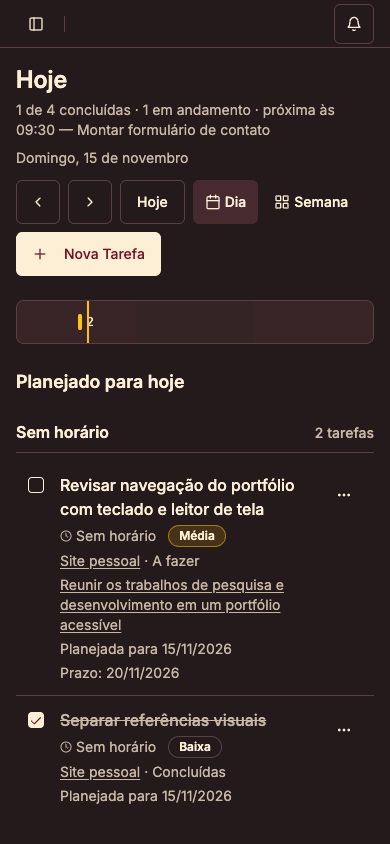 Hoje
1 de 4 concluídas · 1 em andamento · próxima às
09:30 — Montar formulário de contato
Domingo, 15 de novembro
Hoje
Dia
Semana
Nova Tarefa
2
Planejado para hoje
Sem horário
2 tarefas
Revisar navegação do portfólio
com teclado e leitor de tela
Sem horário
Média
Site pessoal · A fazer
Reunir os trabalhos de pesquisa e
desenvolvimento em um portfólio
acessível
Planejada para 15/11/2026
Prazo: 20/11/2026
Separar referências visuais
Sem horário
Baixa
Site pessoal · Concluídas
Planejada para 15/11/2026